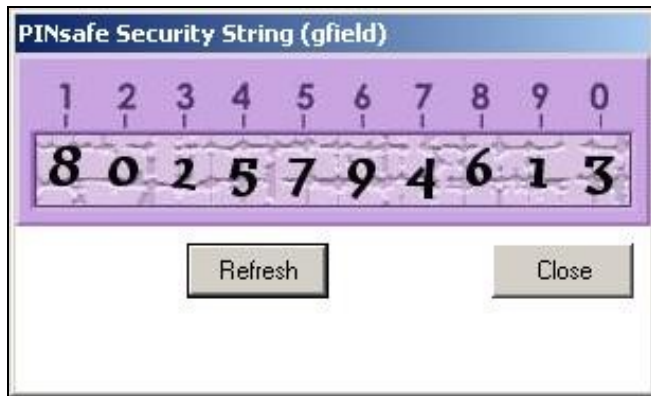 PINsafe Security String (gfield)
1 2 3 4 5 6 7 8 9 0
8 0 2 5 7 9 4 6 1 3
Refresh Close